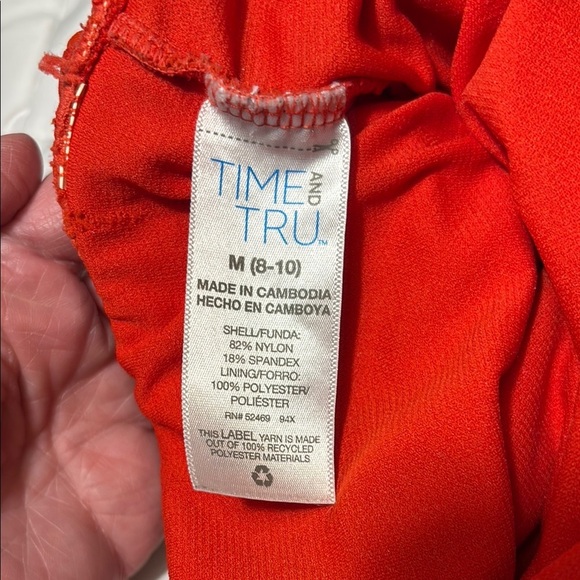 TIME AND
TRU™
M (8-10)
MADE IN CAMBODIA
HECHO EN CAMBOYA
SHELL/FUNDA:
82% NYLON
18% SPANDEX
LINING/FORRO:
100% POLYESTER/
POLIÉSTER
RN# 52469 94X
THIS LABEL YARN IS MADE
OUT OF 100% RECYCLED
POLYESTER MATERIALS